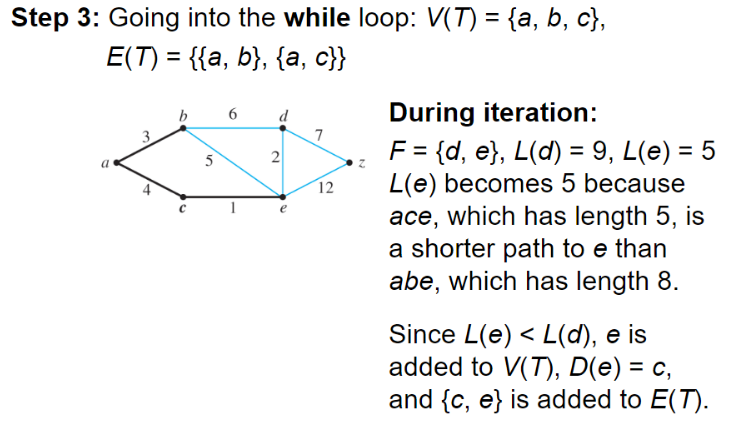 Step 3: Going into the while loop: V(T) = {a, b, c},
E(T) = {{a, b}, {a, c}}
b 6 d
3 7
a 5 2 z
4 12
c 1 e
During iteration:
F = {d, e}, L(d) = 9, L(e) = 5
L(e) becomes 5 because
ace, which has length 5, is
a shorter path to e than
abe, which has length 8.
Since L(e) < L(d), e is
added to V(T), D(e) = c,
and {c, e} is added to E(T).